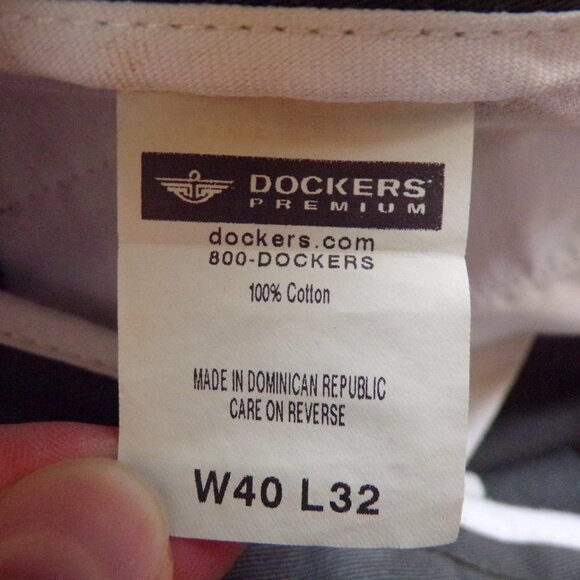 DOCKERS
PREMIUM
dockers.com
800-DOCKERS
100% Cotton
MADE IN DOMINICAN REPUBLIC
CARE ON REVERSE
W40 L32